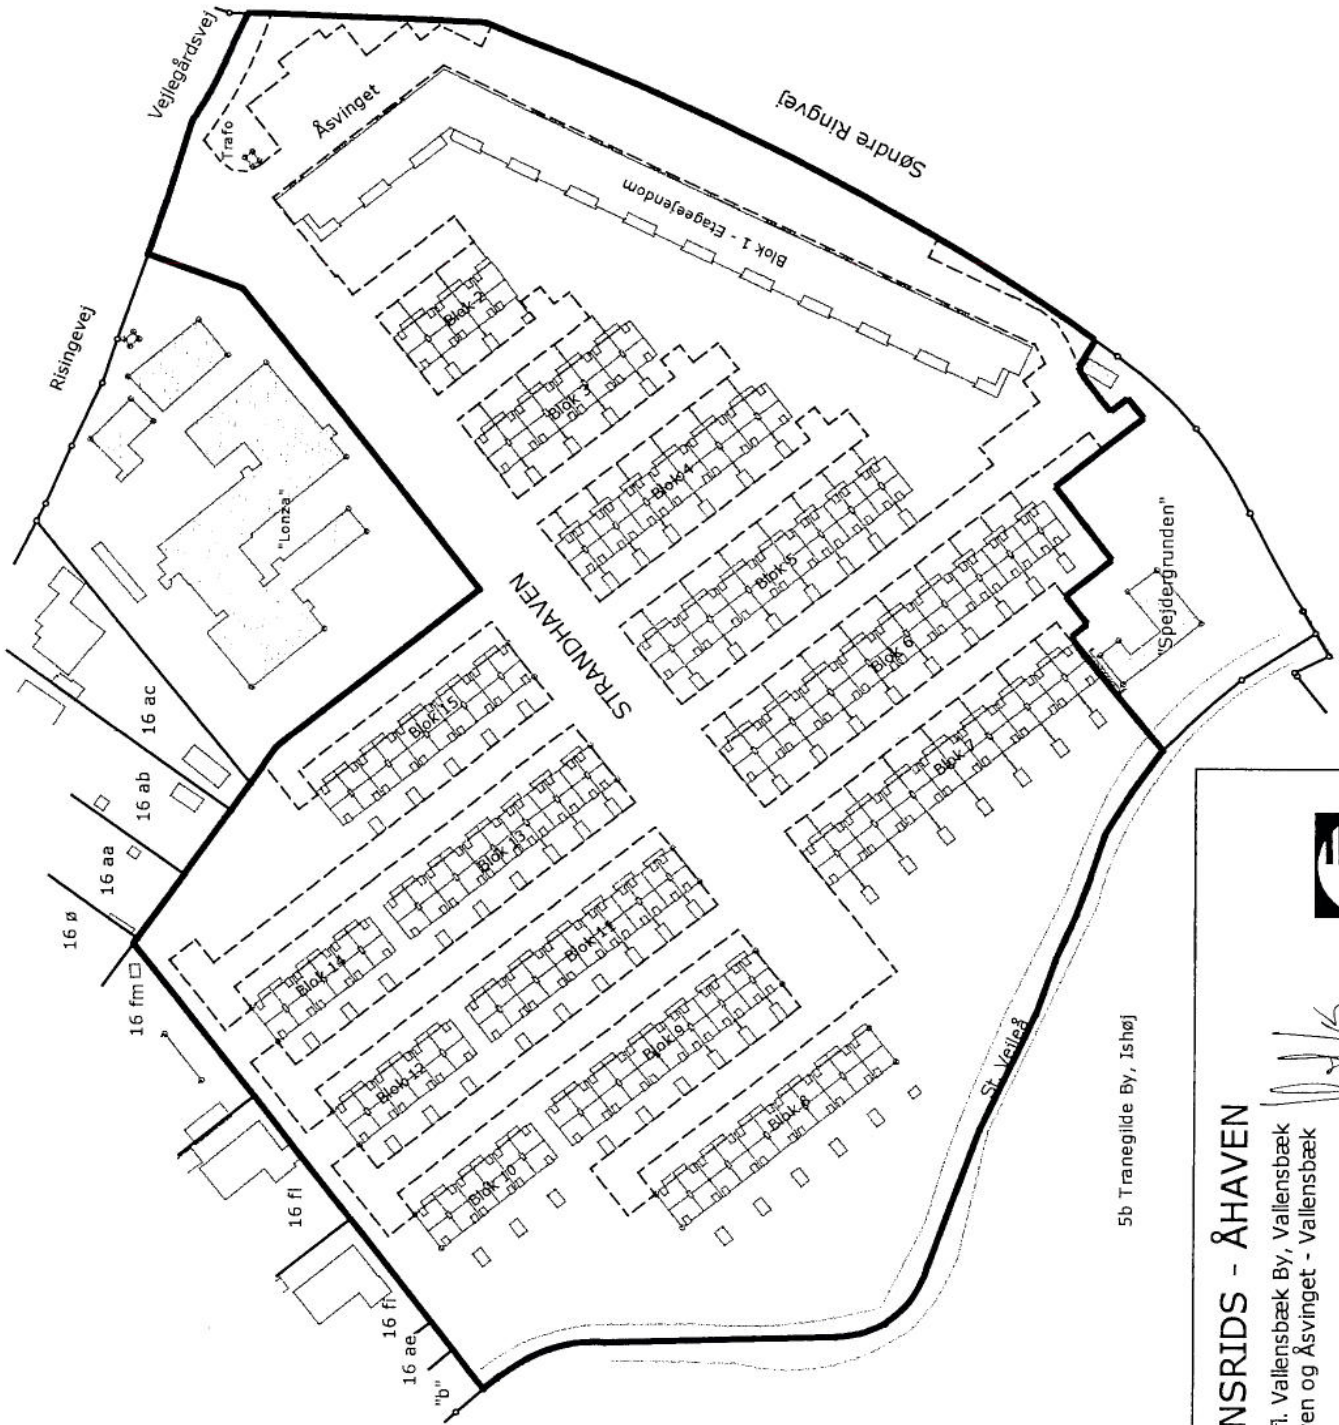 Vejlegårdsvej
Trafo
Åsvinget
Søndre Ringvej
Risingevej
Blok 1 - Etageejendom
Blok 2
Blok 3
Blok 4
"Lonza"
Blok 5
STRANDHAVEN
"Spejdergrunden"
Blok 6
16 ac
Blok 15
Blok 7
16 ab
16 aa
Blok 13
16 ø
Blok 14
Blok 11
16 fm
Blok 9
Blok 12
St. Vejleå
Blok 8
5b Tranegilde By, Ishøj
Blok 10
16 fl
16 fi
16 ae
"b"
NSRIDS - ÅHAVEN
fl. Vallensbæk By, Vallensbæk
en og Åsvinget - Vallensbæk